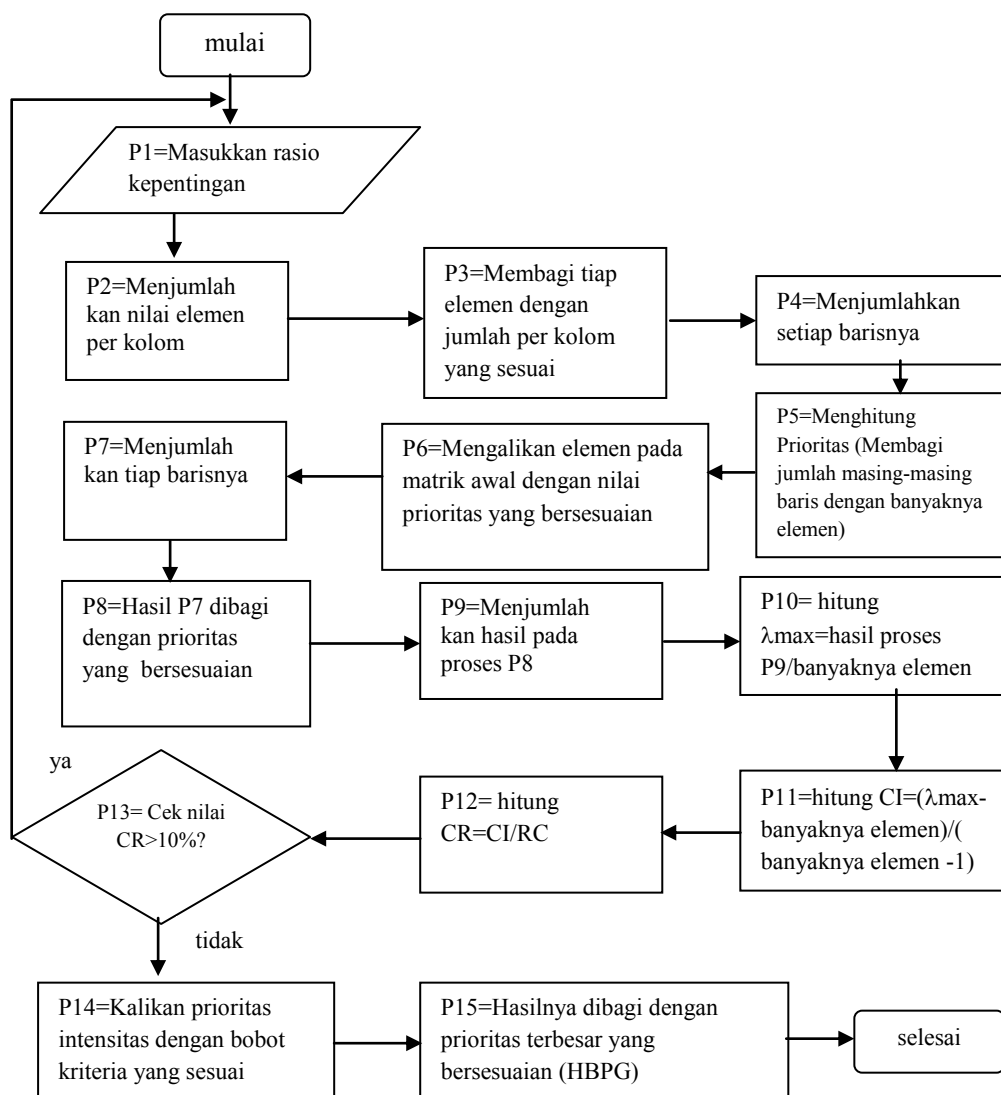 mulai
P1=Masukkan rasio
kepentingan
P2=Menjumlah
kan nilai elemen
per kolom
P3=Membagi tiap
elemen dengan
jumlah per kolom
yang sesuai
P4=Menjumlahkan
setiap barisnya
P5=Menghitung
Prioritas (Membagi
jumlah masing-masing
baris dengan banyaknya
elemen)
P6=Mengalikan elemen pada
matrik awal dengan nilai
prioritas yang bersesuaian
P7=Menjumlah
kan tiap barisnya
P8=Hasil P7 dibagi
dengan prioritas
yang bersesuaian
P9=Menjumlah
kan hasil pada
proses P8
P10= hitung
λmax=hasil proses
P9/banyaknya elemen
P11=hitung CI=(λmax-
banyaknya elemen)/(
banyaknya elemen -1)
P12= hitung
CR=CI/RC
P13= Cek nilai
CR>10%?
ya
tidak
P14=Kalikan prioritas
intensitas dengan bobot
kriteria yang sesuai
P15=Hasilnya dibagi dengan
prioritas terbesar yang
bersesuaian (HBPG)
selesai